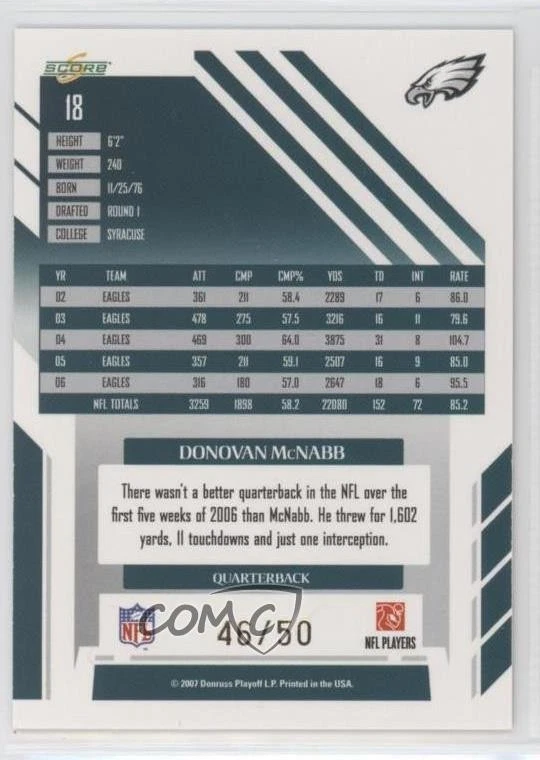 SCORE
18
HEIGHT 6'2"
WEIGHT 240
BORN 11/25/76
DRAFTED ROUND 1
COLLEGE SYRACUSE
YR TEAM ATT CMP CMP% YDS TD INT RATE
02 EAGLES 361 211 58.4 2289 17 6 86.0
03 EAGLES 478 275 57.5 3216 16 11 79.6
04 EAGLES 469 300 64.0 3875 31 8 104.7
05 EAGLES 357 211 59.1 2507 16 9 85.0
06 EAGLES 316 180 57.0 2647 18 6 95.5
NFL TOTALS 3259 1898 58.2 22080 152 72 85.2
DONOVAN McNABB
There wasn't a better quarterback in the NFL over the
first five weeks of 2006 than McNabb. He threw for 1,602
yards, 11 touchdowns and just one interception.
QUARTERBACK
NFL
COMC
46/50
NFL PLAYERS
© 2007 Donruss Playoff L.P. Printed in the USA.